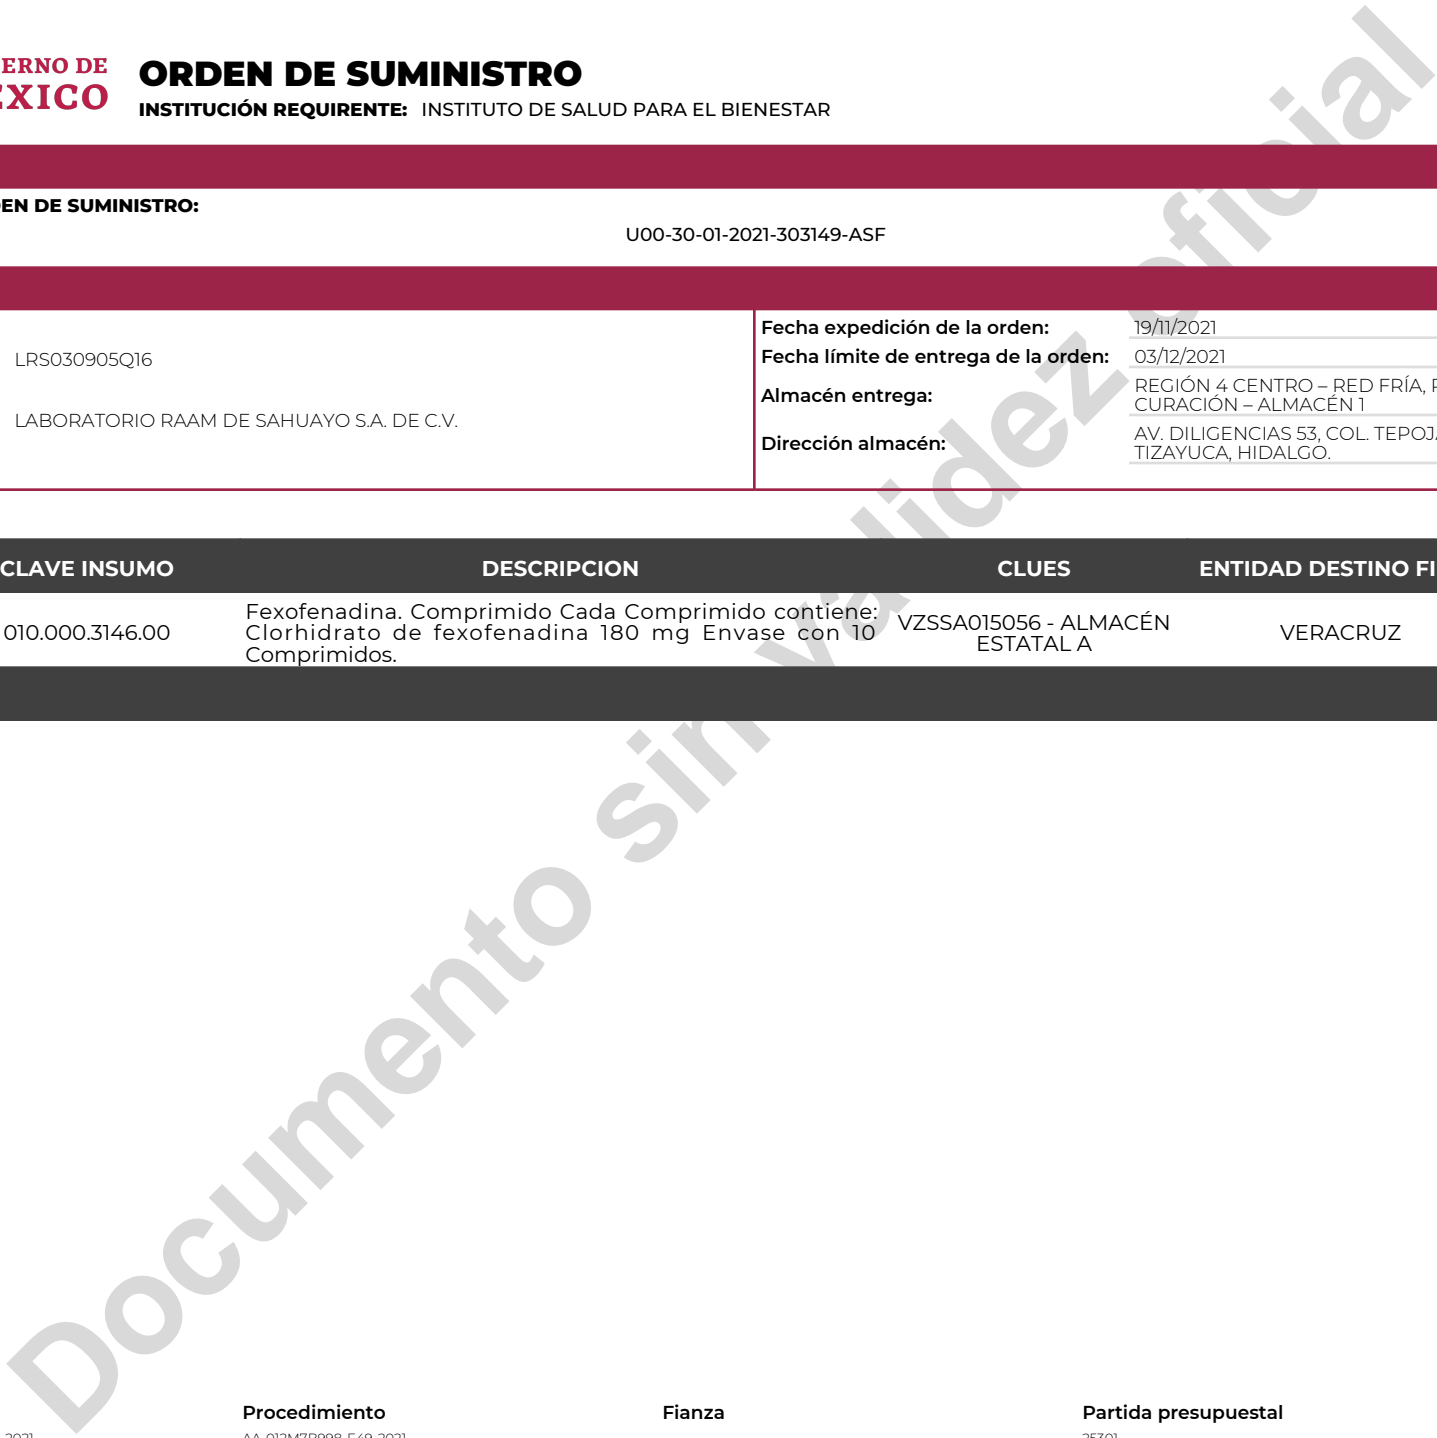 ERNO DE
EXICO
ORDEN DE SUMINISTRO
INSTITUCIÓN REQUIRENTE: INSTITUTO DE SALUD PARA EL BIENESTAR
EN DE SUMINISTRO:
U00-30-01-2021-303149-ASF
LRS030905Q16
LABORATORIO RAAM DE SAHUAYO S.A. DE C.V.
Fecha expedición de la orden: 19/11/2021
Fecha límite de entrega de la orden: 03/12/2021
Almacén entrega: REGIÓN 4 CENTRO – RED FRÍA,
CURACIÓN – ALMACÉN 1
Dirección almacén: AV. DILIGENCIAS 53, COL. TEPOJA
TIZAYUCA, HIDALGO.
CLAVE INSUMO DESCRIPCION CLUES ENTIDAD DESTINO FI
010.000.3146.00
Fexofenadina. Comprimido Cada Comprimido contiene:
Clorhidrato de fexofenadina 180 mg Envase con 10
Comprimidos.
VZSSA015056 - ALMACÉN
ESTATAL A
VERACRUZ
Documento sin validez oficial
Procedimiento Fianza Partida presupuestal